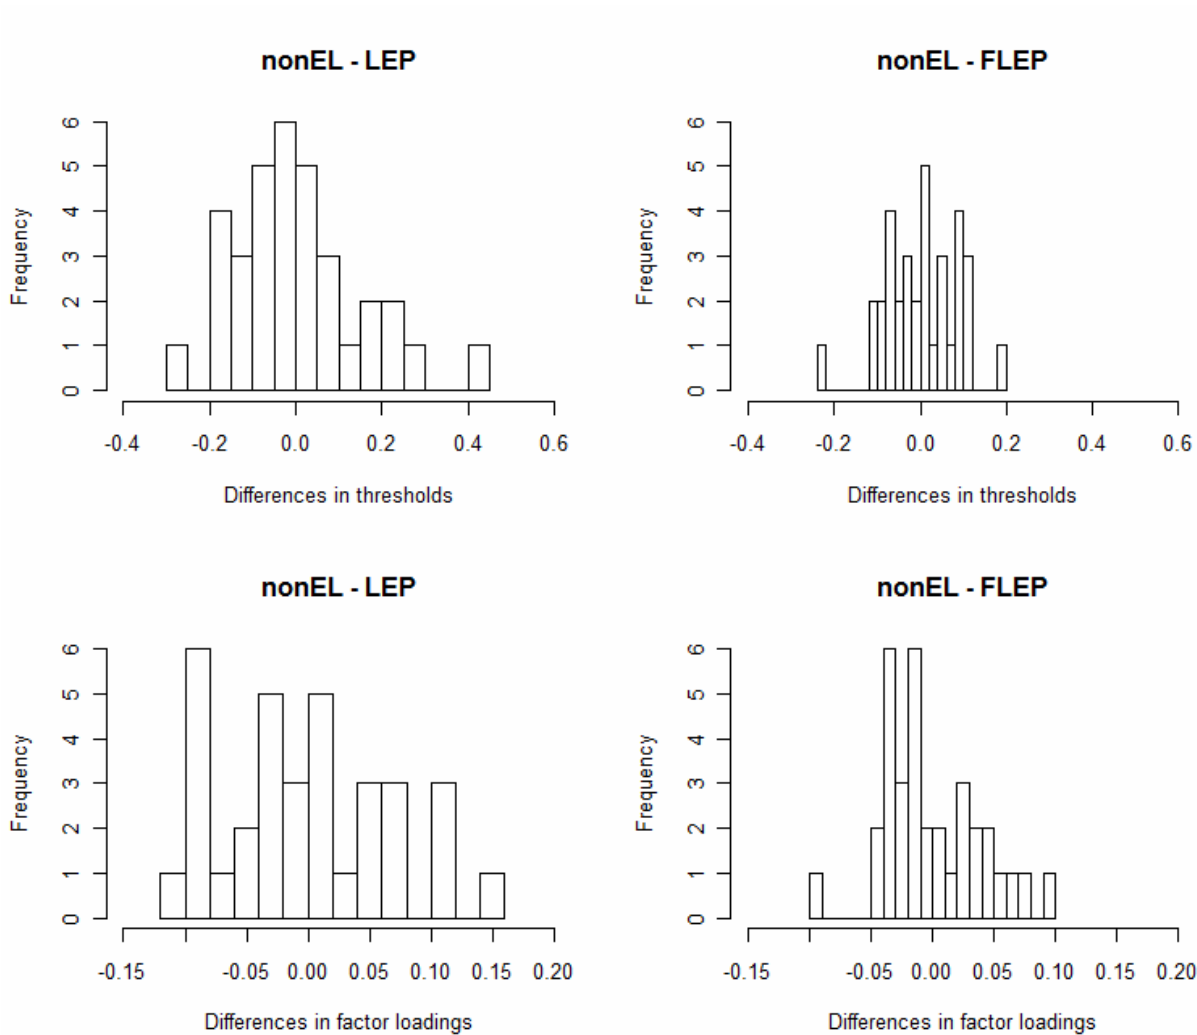 nonEL - LEP
nonEL - FLEP
Frequency
6
5
4
3
2
1
0
-0.4 -0.2 0.0 0.2 0.4 0.6
Differences in thresholds
Frequency
6
5
4
3
2
1
0
-0.4 -0.2 0.0 0.2 0.4 0.6
Differences in thresholds
nonEL - LEP
nonEL - FLEP
Frequency
6
5
4
3
2
1
0
-0.15 -0.05 0.00 0.05 0.10 0.15 0.20
Differences in factor loadings
Frequency
6
5
4
3
2
1
0
-0.15 -0.05 0.00 0.05 0.10 0.15 0.20
Differences in factor loadings